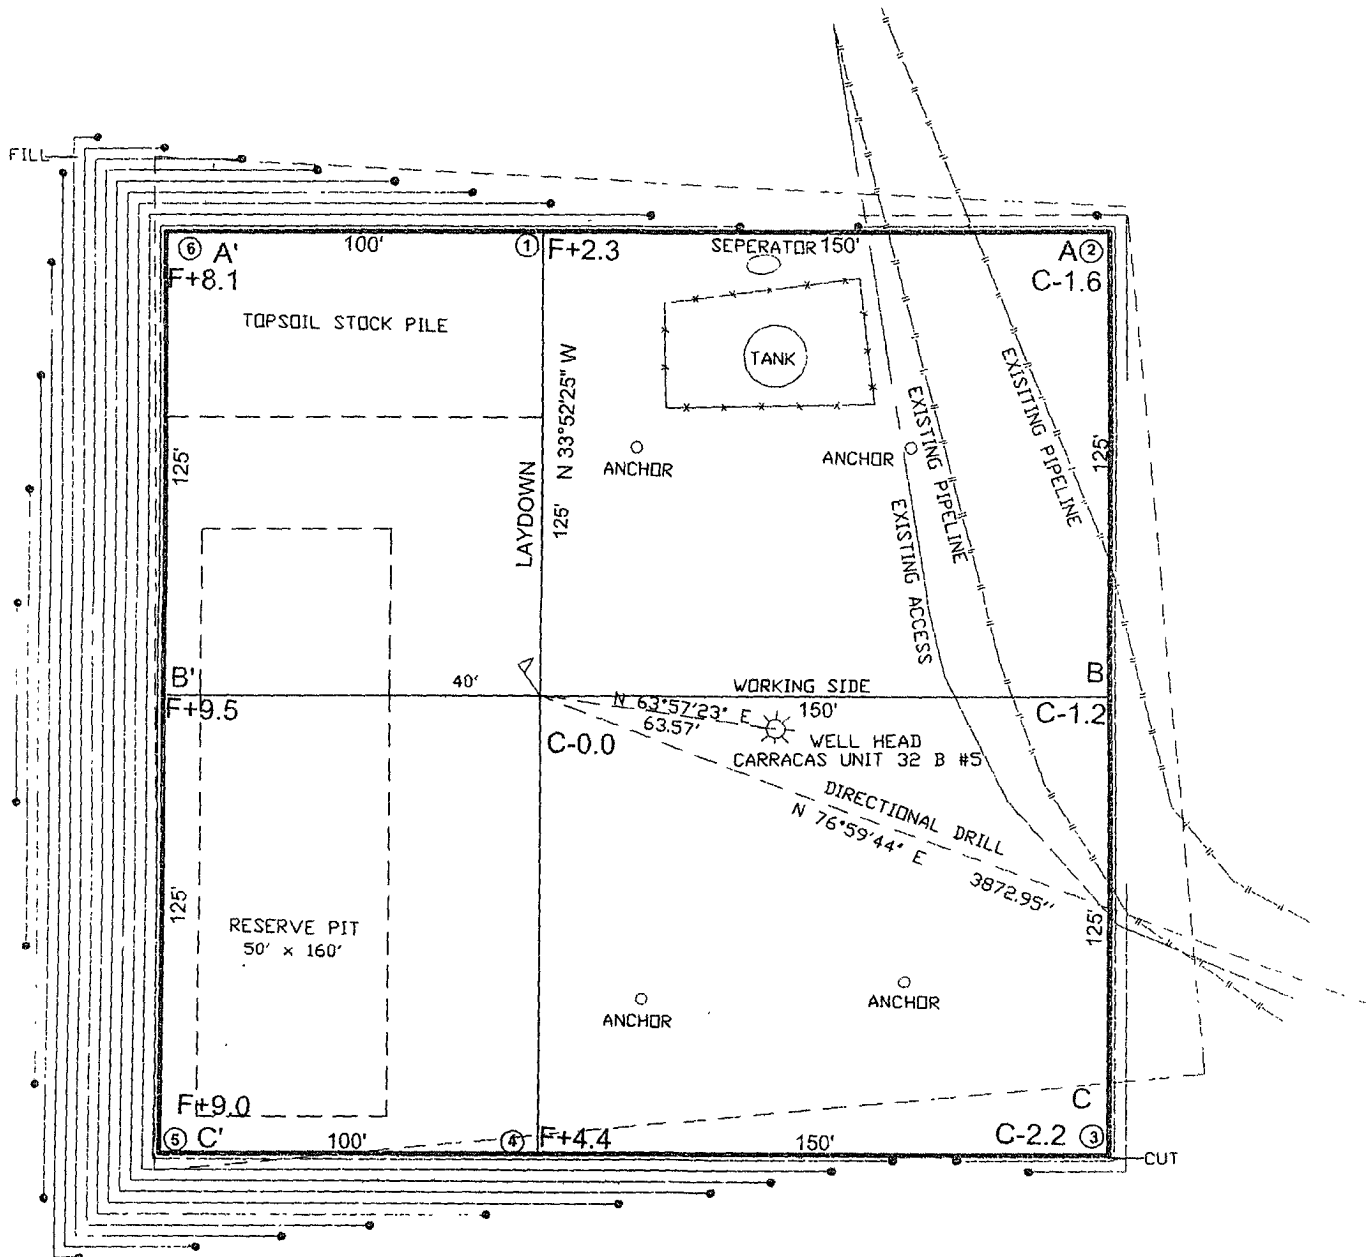 FILL
6 A' 100' 1 F+2.3 SEPERATOR 150' A 2
F+8.1 C-1.6
TOPSOIL STOCK PILE
TANK
N 33°52'25" W
125'
LAYDOWN
125'
ANCHOR
ANCHOR
EXISTING PIPELINE
EXISITING PIPELINE
125'
EXISTING ACCESS
B' 40' WORKING SIDE B
F+9.5 N 63°57'23" E 150' C-1.2
63.57'
C-0.0 WELL HEAD
CARRACAS UNIT 32 B #5
DIRECTIONAL DRILL
N 76°59'44" E
3872.95''
125'
125'
RESERVE PIT
50' x 160'
ANCHOR
ANCHOR
F+9.0 C
5 C' 100' 4 F+4.4 150' C-2.2 3
CUT